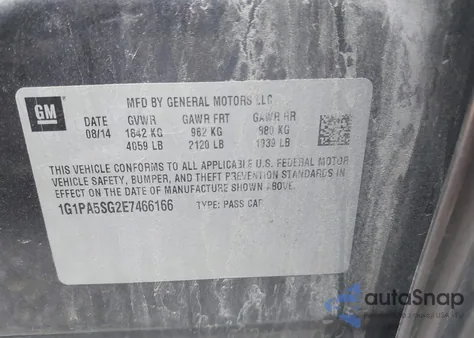 MFD BY GENERAL MOTORS LLC
GM
DATE GVWR GAWR FRT GAWR RR
08/14 1842 KG 962 KG 880 KG
4059 LB 2120 LB 1939 LB
THIS VEHICLE CONFORMS TO ALL APPLICABLE U.S. FEDERAL MOTOR
VEHICLE SAFETY, BUMPER, AND THEFT PREVENTION STANDARDS IN
EFFECT ON THE DATE OF MANUFACTURE SHOWN ABOVE.
1G1PA5SG2E7466166 TYPE: PASS CAR
autoSnap